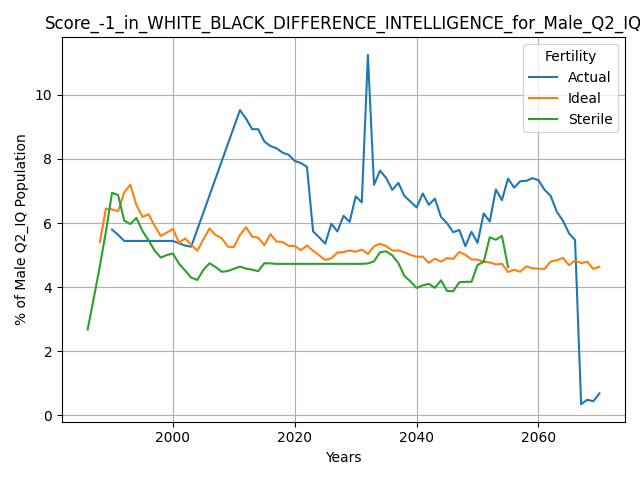 Score_-1_in_WHITE_BLACK_DIFFERENCE_INTELLIGENCE_for_Male_Q2_IQ
Fertility
Actual
Ideal
Sterile
% of Male Q2_IQ Population
10
8
6
4
2
0
2000 2020 2040 2060
Years